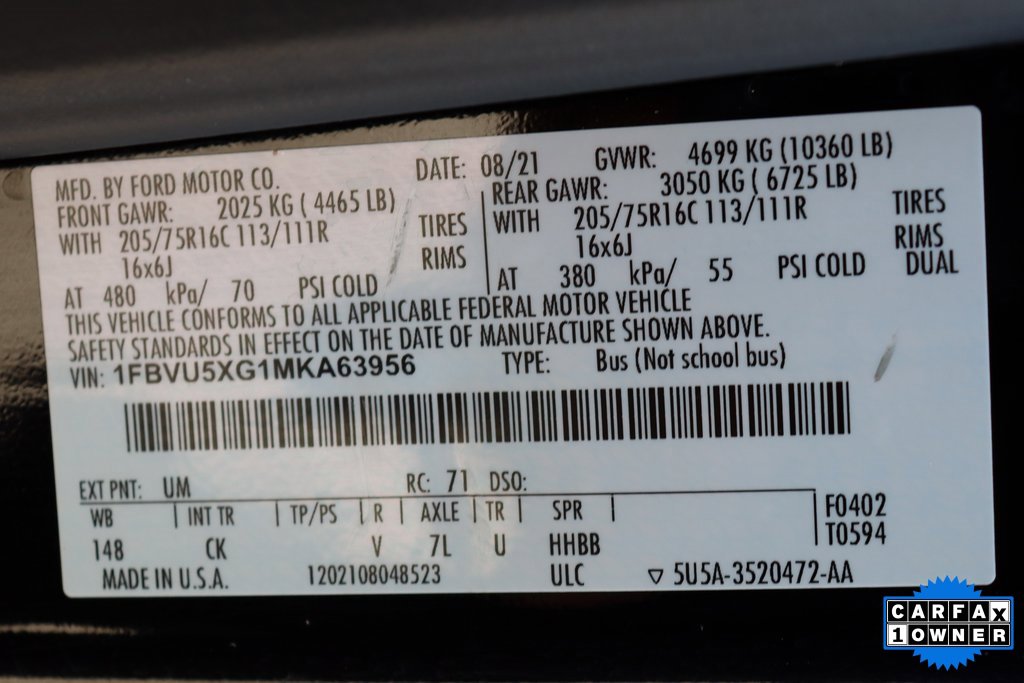 MFD. BY FORD MOTOR CO. DATE: 08/21 GVWR: 4699 KG (10360 LB)
FRONT GAWR: 2025 KG ( 4465 LB) REAR GAWR: 3050 KG ( 6725 LB)
WITH 205/75R16C 113/111R TIRES WITH 205/75R16C 113/111R TIRES
16x6J RIMS 16x6J RIMS
AT 480 kPa/ 70 PSI COLD AT 380 kPa/ 55 PSI COLD DUAL
THIS VEHICLE CONFORMS TO ALL APPLICABLE FEDERAL MOTOR VEHICLE
SAFETY STANDARDS IN EFFECT ON THE DATE OF MANUFACTURE SHOWN ABOVE.
VIN: 1FBVU5XG1MKA63956 TYPE: Bus (Not school bus)
EXT PNT: UM RC: 71 DSO:
WB INT TR TP/PS R AXLE TR SPR F0402
148 CK V 7L U HHBB T0594
MADE IN U.S.A. 1202108048523 ULC ▽ 5U5A-3520472-AA
CARFAX
1 OWNER